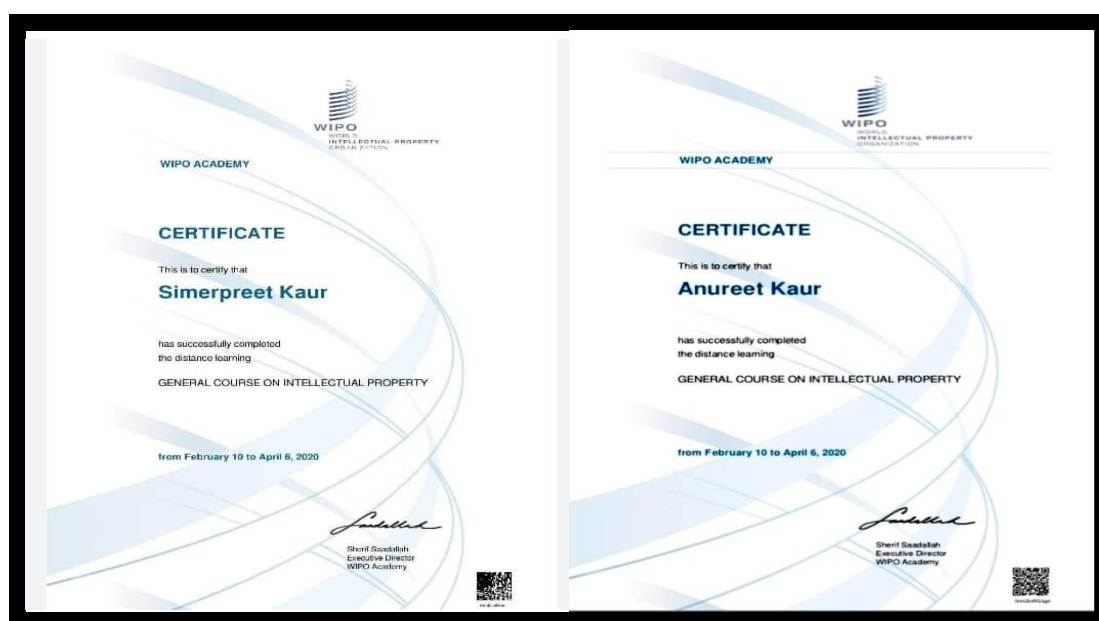 WIPO
WORLD
INTELLECTUAL PROPERTY
ORGANIZATION
WIPO ACADEMY
CERTIFICATE
This is to certify that
Simerpreet Kaur
has successfully completed
the distance learning
GENERAL COURSE ON INTELLECTUAL PROPERTY
from February 10 to April 6, 2020
Sherif Saadallah
Executive Director
WIPO Academy
WIPO
WORLD
INTELLECTUAL PROPERTY
ORGANIZATION
WIPO ACADEMY
CERTIFICATE
This is to certify that
Anureet Kaur
has successfully completed
the distance learning
GENERAL COURSE ON INTELLECTUAL PROPERTY
from February 10 to April 6, 2020
Sherif Saadallah
Executive Director
WIPO Academy